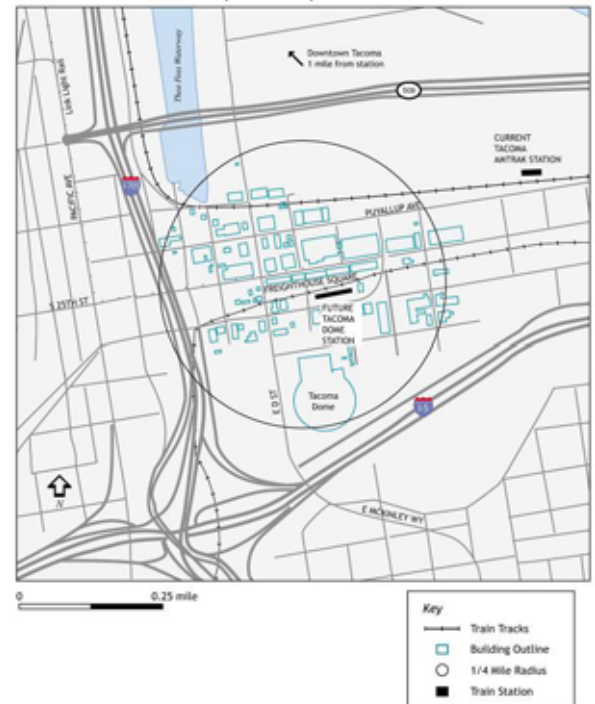 Downtown Tacoma
1 mile from station
Thea Foss Waterway
Link Light Rail
509
CURRENT
TACOMA
AMTRAK STATION
PACIFIC AVE
PUYALLUP AVE
S 25TH ST
FREIGHTHOUSE SQUARE
FUTURE
TACOMA
DOME
STATION
E D ST
Tacoma
Dome
N
E MCKINLEY WY
0
0.25 mile
Key
Train Tracks
Building Outline
1/4 Mile Radius
Train Station